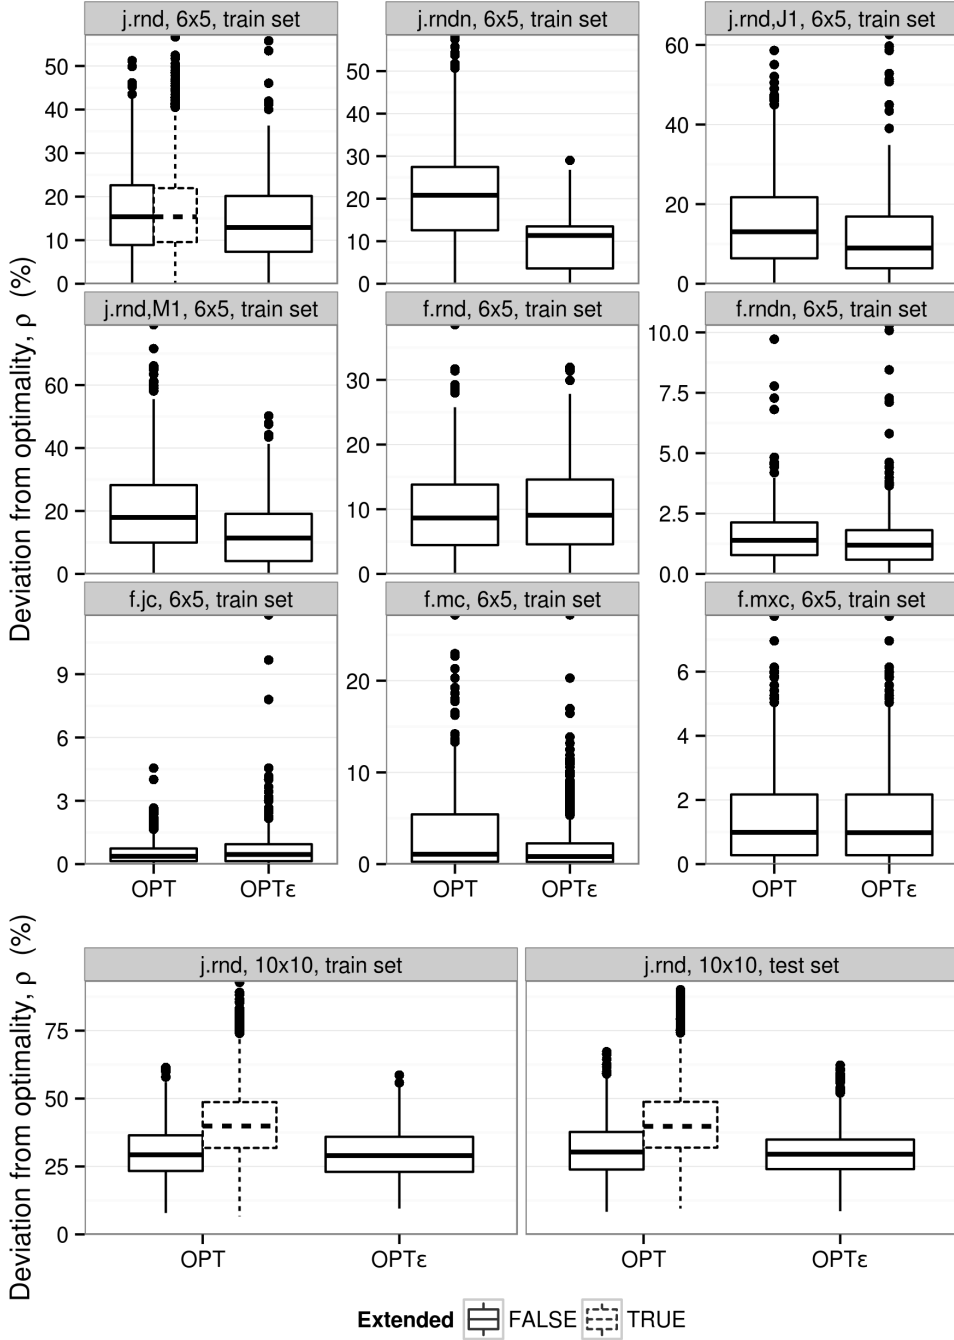 j.rnd, 6x5, train set
j.rndn, 6x5, train set
j.rnd,J1, 6x5, train set
50
40
30
20
10
0
50
40
30
20
10
0
60
40
20
0
Deviation from optimality, ρ (%)
j.rnd,M1, 6x5, train set
f.rnd, 6x5, train set
f.rndn, 6x5, train set
60
40
20
0
30
20
10
0
10.0
7.5
5.0
2.5
0.0
f.jc, 6x5, train set
f.mc, 6x5, train set
f.mxc, 6x5, train set
9
6
3
0
20
10
0
6
4
2
0
OPT OPTε
OPT OPTε
OPT OPTε
Deviation from optimality, ρ (%)
j.rnd, 10x10, train set
j.rnd, 10x10, test set
75
50
25
0
OPT OPTε
OPT OPTε
Extended FALSE TRUE